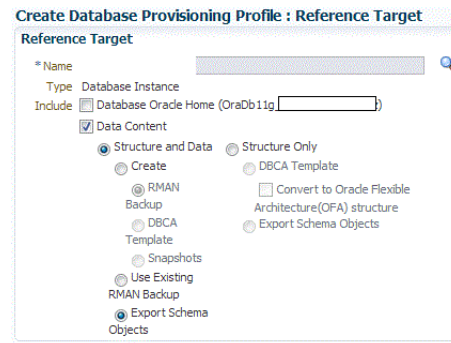 Create Database Provisioning Profile : Reference Target
Reference Target
* Name
Type Database Instance
Include Database Oracle Home (OraDb11g )
Data Content
Structure and Data Structure Only
Create DBCA Template
RMAN Backup Convert to Oracle Flexible Architecture(OFA) structure
DBCA Template Export Schema Objects
Snapshots
Use Existing RMAN Backup
Export Schema Objects